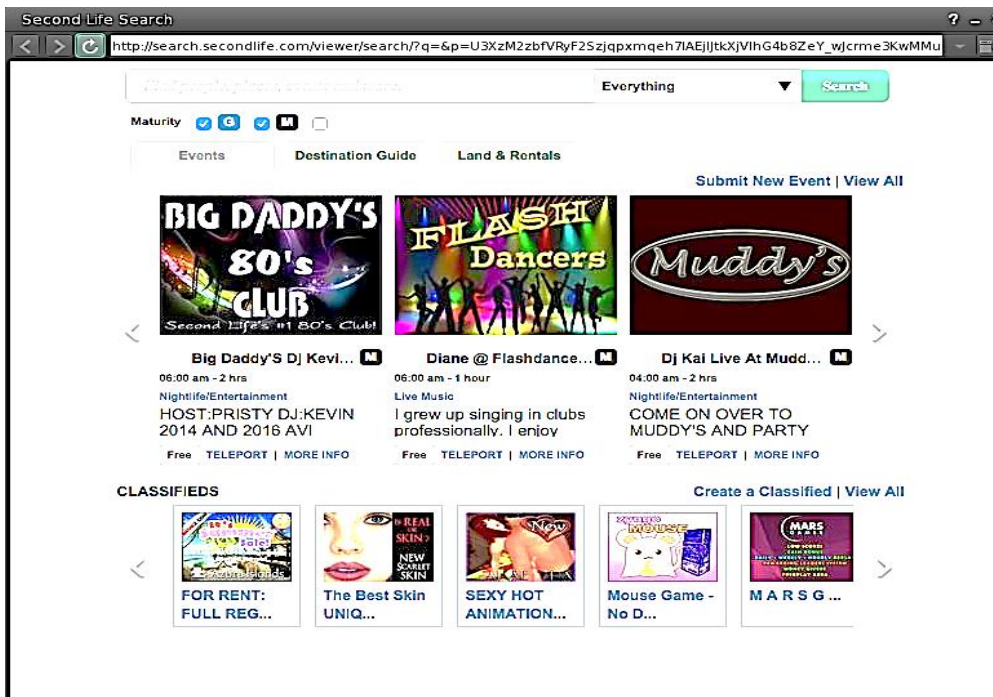 Second Life Search
http://search.secondlife.com/viewer/search/?q=&p=
Everything
Search
Maturity G M
Events Destination Guide Land & Rentals
Submit New Event | View All
BIG DADDY'S
80's
CLUB
Second Life's #1 80's Club!
FLASH
Dancers
Muddy's
Big Daddy'S Dj Kevi... M
06:00 am - 2 hrs
Nightlife/Entertainment
HOST:PRISTY DJ:KEVIN
2014 AND 2016 AVI
Free TELEPORT | MORE INFO
Diane @ Flashdance... M
06:00 am - 1 hour
Live Music
I grew up singing in clubs
professionally. I enjoy
Free TELEPORT | MORE INFO
Dj Kai Live At Mudd... M
04:00 am - 2 hrs
Nightlife/Entertainment
COME ON OVER TO
MUDDY'S AND PARTY
Free TELEPORT | MORE INFO
CLASSIFIEDS
Create a Classified | View All
Sale!
Azure Islands
FOR RENT:
FULL REG...
REAL
SKIN?
NEW
SCARLET
SKIN
The Best Skin
UNIQ...
New
SEXY HOT
ANIMATION...
MOUSE
Mouse Game -
No D...
MARS
GAMES
M A R S G ...